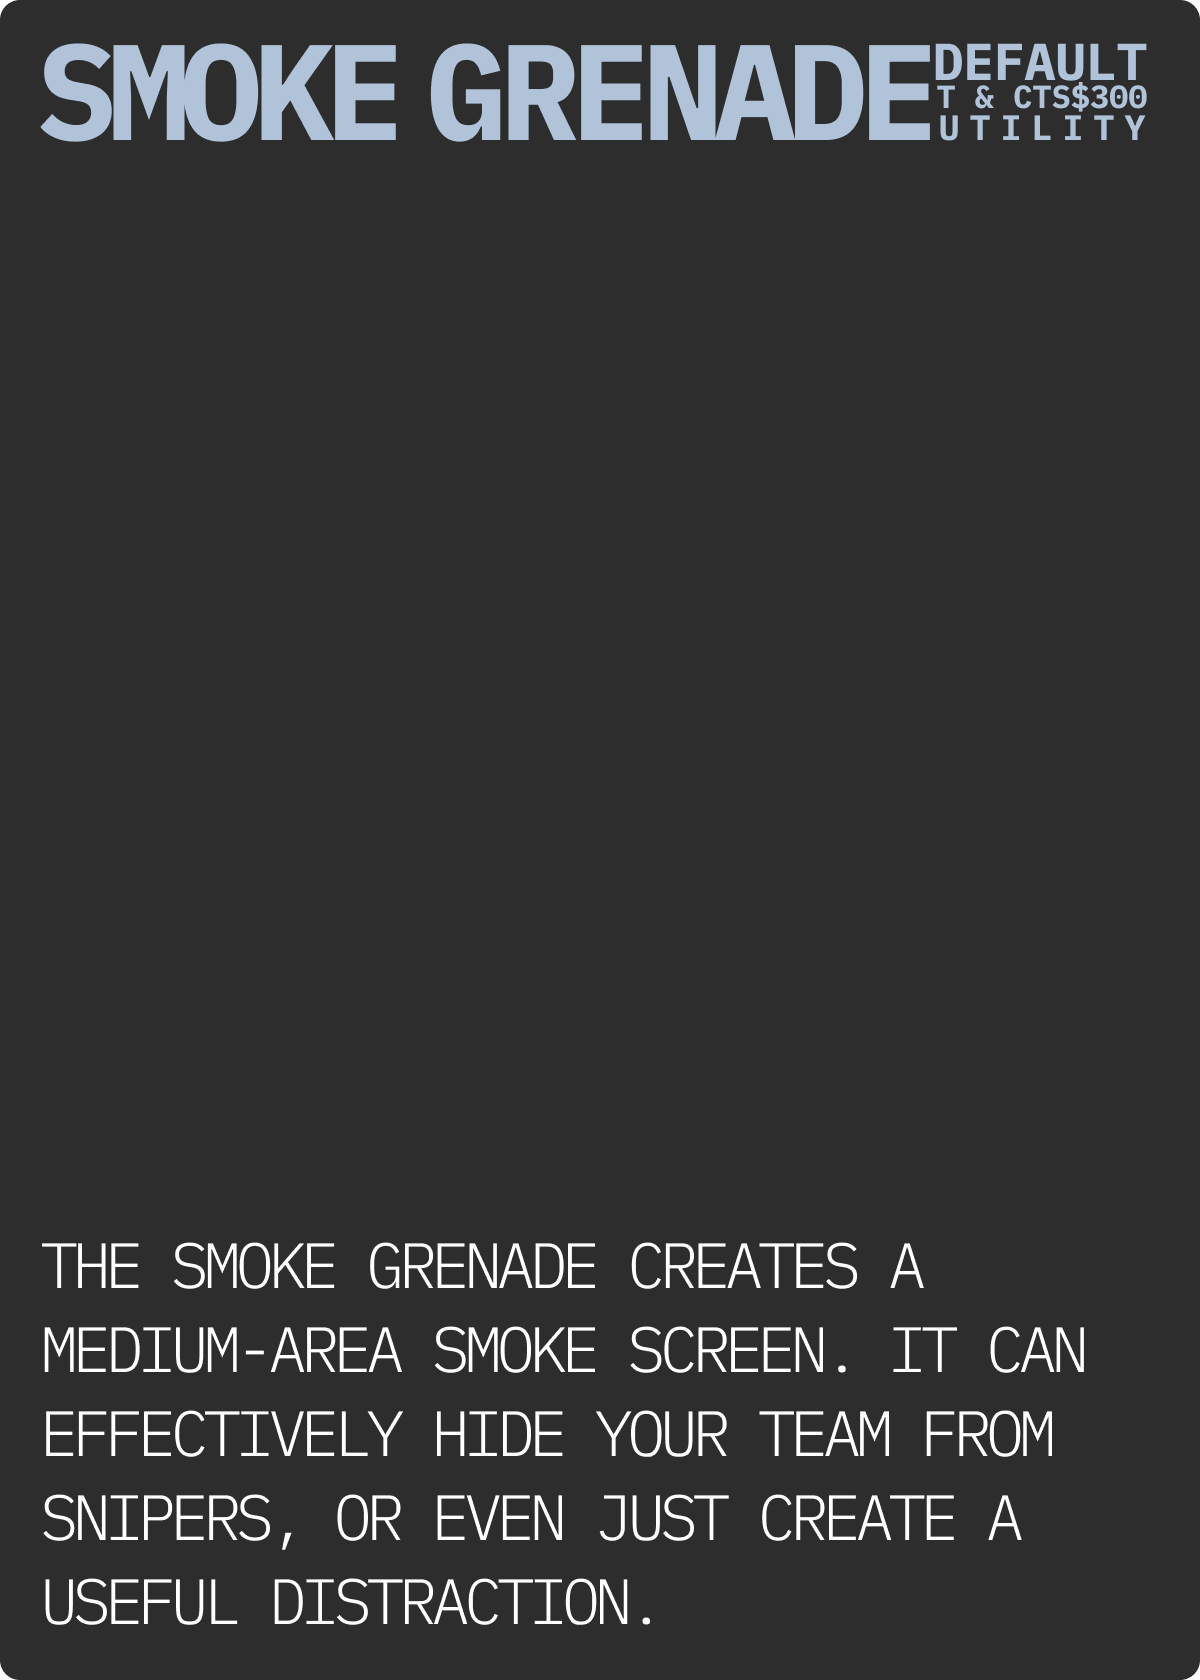 SMOKE GRENADE
DEFAULT
T & CTS$300
UTILITY
THE SMOKE GRENADE CREATES A
MEDIUM-AREA SMOKE SCREEN. IT CAN
EFFECTIVELY HIDE YOUR TEAM FROM
SNIPERS, OR EVEN JUST CREATE A
USEFUL DISTRACTION.